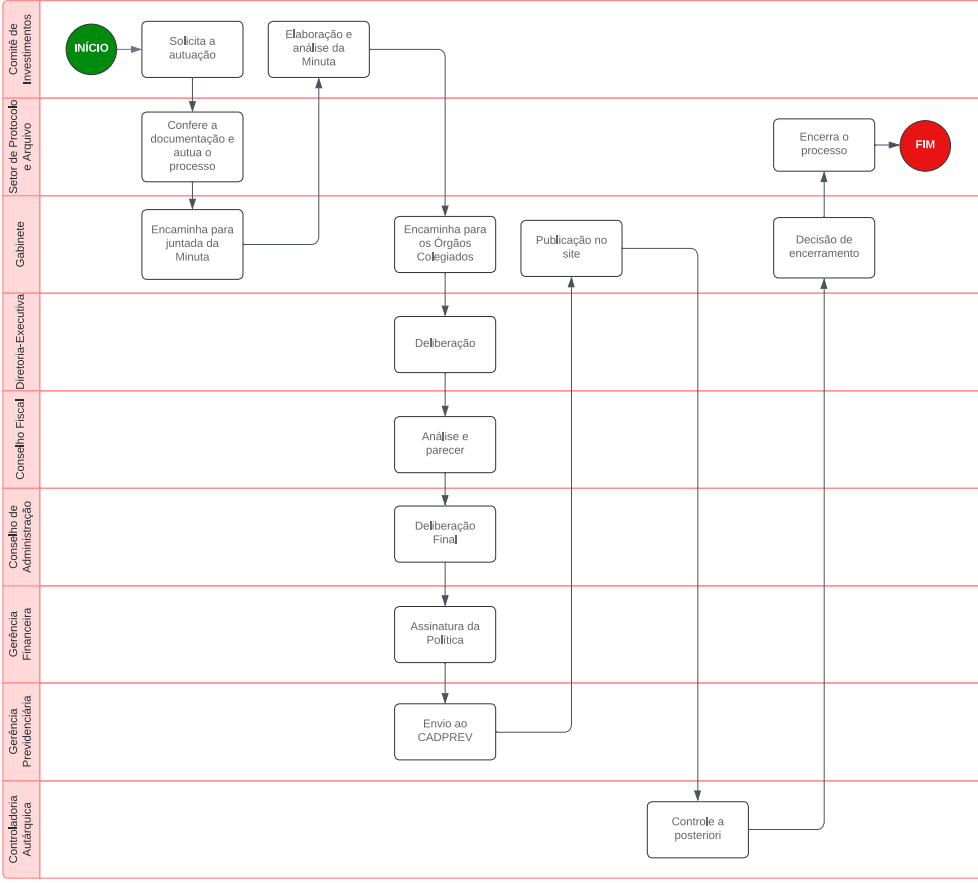 Comitê de
Investimentos
INÍCIO
Solicita a
autuação
Elaboração e
análise da
Minuta
Setor de Protocolo
e Arquivo
Confere a
documentação e
autua o
processo
Encerra o
processo
FIM
Gabinete
Encaminha para
juntada da
Minuta
Encaminha para
os Órgãos
Colegiados
Publicação no
site
Decisão de
encerramento
Diretoria-Executiva
Deliberação
Conselho Fiscal
Análise e
parecer
Conselho de
Administração
Deliberação
Final
Gerência
Financeira
Assinatura da
Política
Gerência
Previdenciária
Envio ao
CADPREV
Controladoria
Autárquica
Controle a
posteriori